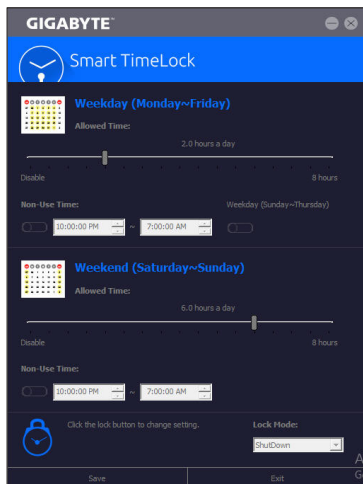 GIGABYTE™
Smart TimeLock
Weekday (Monday~Friday)
Allowed Time:
2.0 hours a day
Disable 8 hours
Non-Use Time: Weekday (Sunday~Thursday)
10:00:00 PM ~ 7:00:00 AM
Weekend (Saturday~Sunday)
Allowed Time:
6.0 hours a day
Disable 8 hours
Non-Use Time:
10:00:00 PM ~ 7:00:00 AM
Click the lock button to change setting. Lock Mode:
ShutDown
Save Exit